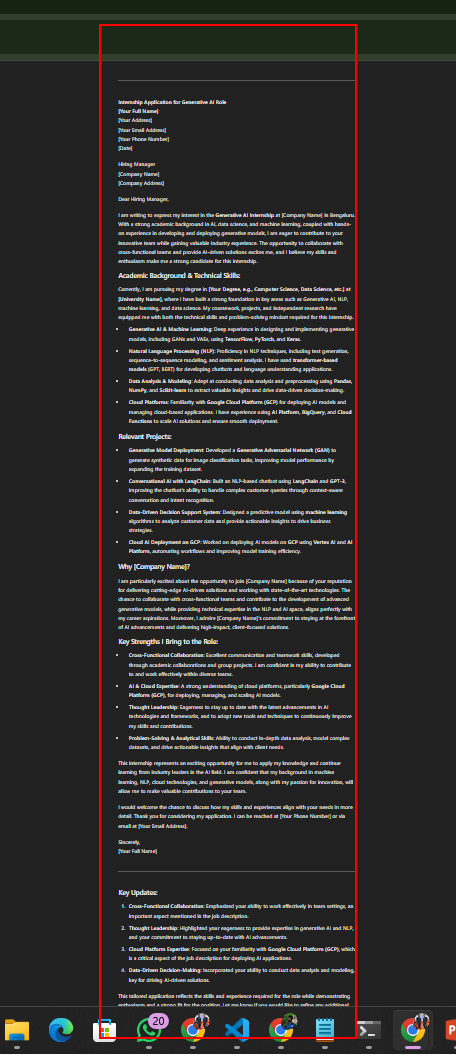 Internship Application for Generative AI Role
[Your Full Name]
[Your Address]
[Your Email Address]
[Your Phone Number]
[Date]
Hiring Manager
[Company Name]
[Company Address]
Dear Hiring Manager,
I am writing to express my interest in the Generative AI Internship at [Company Name] in Bengaluru.
With a strong academic background in AI, data science, and machine learning, coupled with hands-
on experience in developing and deploying generative models, I am eager to contribute to your
innovative team while gaining valuable industry experience. The opportunity to collaborate with
cross-functional teams and provide AI-driven solutions excites me, and I believe my skills and
enthusiasm make me a strong candidate for this internship.
Academic Background & Technical Skills:
Currently, I am pursuing my degree in [Your Degree, e.g., Computer Science, Data Science, etc.] at
[University Name], where I have built a strong foundation in key areas such as Generative AI, NLP,
machine learning, and data science. My coursework, projects, and independent research have
equipped me with both the technical skills and problem-solving mindset required for this internship.
• Generative AI & Machine Learning: Deep experience in designing and implementing generative
models, including GANs and VAEs, using TensorFlow, PyTorch, and Keras.
• Natural Language Processing (NLP): Proficiency in NLP techniques, including text generation,
sequence-to-sequence modeling, and sentiment analysis. I have used transformer-based
models (GPT, BERT) for developing chatbots and language understanding applications.
• Data Analysis & Modeling: Adept at conducting data analysis and preprocessing using Pandas,
NumPy, and Scikit-learn to extract valuable insights and drive data-driven decision-making.
• Cloud Platforms: Familiarity with Google Cloud Platform (GCP) for deploying AI models and
managing cloud-based applications. I have experience using AI Platform, BigQuery, and Cloud
Functions to scale AI solutions and ensure smooth deployment.
Relevant Projects:
• Generative Model Deployment: Developed a Generative Adversarial Network (GAN) to
generate synthetic data for image classification tasks, improving model performance by
expanding the training dataset.
• Conversational AI with LangChain: Built an NLP-based chatbot using LangChain and GPT-3,
improving the chatbot's ability to handle complex customer queries through context-aware
conversation and intent recognition.
• Data-Driven Decision Support System: Designed a predictive model using machine learning
algorithms to analyze customer data and provide actionable insights to drive business
strategies.
• Cloud AI Deployment on GCP: Worked on deploying AI models on GCP using Vertex AI and AI
Platform, automating workflows and improving model training efficiency.
Why [Company Name]?
I am particularly excited about the opportunity to join [Company Name] because of your reputation
for delivering cutting-edge AI-driven solutions and working with state-of-the-art technologies. The
chance to collaborate with cross-functional teams and contribute to the development of advanced
generative models, while providing technical expertise in the NLP and AI space, aligns perfectly with
my career aspirations. Moreover, I admire [Company Name]'s commitment to staying at the forefront
of AI advancements and delivering high-impact, client-focused solutions.
Key Strengths I Bring to the Role:
• Cross-Functional Collaboration: Excellent communication and teamwork skills, developed
through academic collaborations and group projects. I am confident in my ability to contribute
to and work effectively within diverse teams.
• AI & Cloud Expertise: A strong understanding of cloud platforms, particularly Google Cloud
Platform (GCP), for deploying, managing, and scaling AI models.
• Thought Leadership: Eagerness to stay up to date with the latest advancements in AI
technologies and frameworks, and to adopt new tools and techniques to continuously improve
my skills and contributions.
• Problem-Solving & Analytical Skills: Ability to conduct in-depth data analysis, model complex
datasets, and drive actionable insights that align with client needs.
This internship represents an exciting opportunity for me to apply my knowledge and continue
learning from industry leaders in the AI field. I am confident that my background in machine
learning, NLP, cloud technologies, and generative models, along with my passion for innovation, will
allow me to make valuable contributions to your team.
I would welcome the chance to discuss how my skills and experiences align with your needs in more
detail. Thank you for considering my application. I can be reached at [Your Phone Number] or via
email at [Your Email Address].
Sincerely,
[Your Full Name]
Key Updates:
1. Cross-Functional Collaboration: Emphasized your ability to work effectively in team settings, an
important aspect mentioned in the job description.
2. Thought Leadership: Highlighted your eagerness to provide expertise in generative AI and NLP,
and your commitment to staying up-to-date with AI advancements.
3. Cloud Platform Expertise: Focused on your familiarity with Google Cloud Platform (GCP), which
is a critical aspect of the job description for deploying AI applications.
4. Data-Driven Decision-Making: Incorporated your ability to conduct data analysis and modeling,
key for driving AI-driven solutions.
This tailored application reflects the skills and experience required for the role while demonstrating
enthusiasm and a strong fit for the position. Let me know if you would like to refine any additional
20